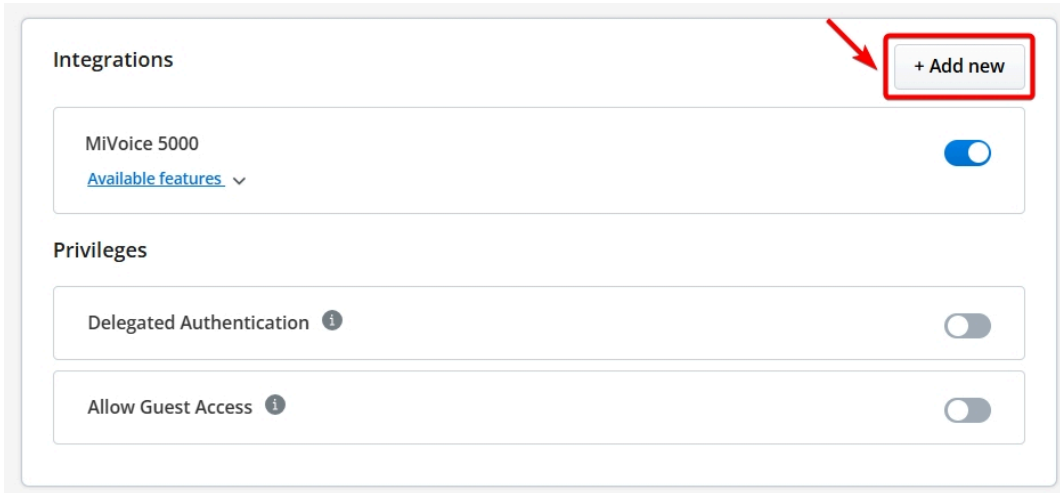 Integrations
+ Add new
MiVoice 5000
Available features
Privileges
Delegated Authentication i
Allow Guest Access i